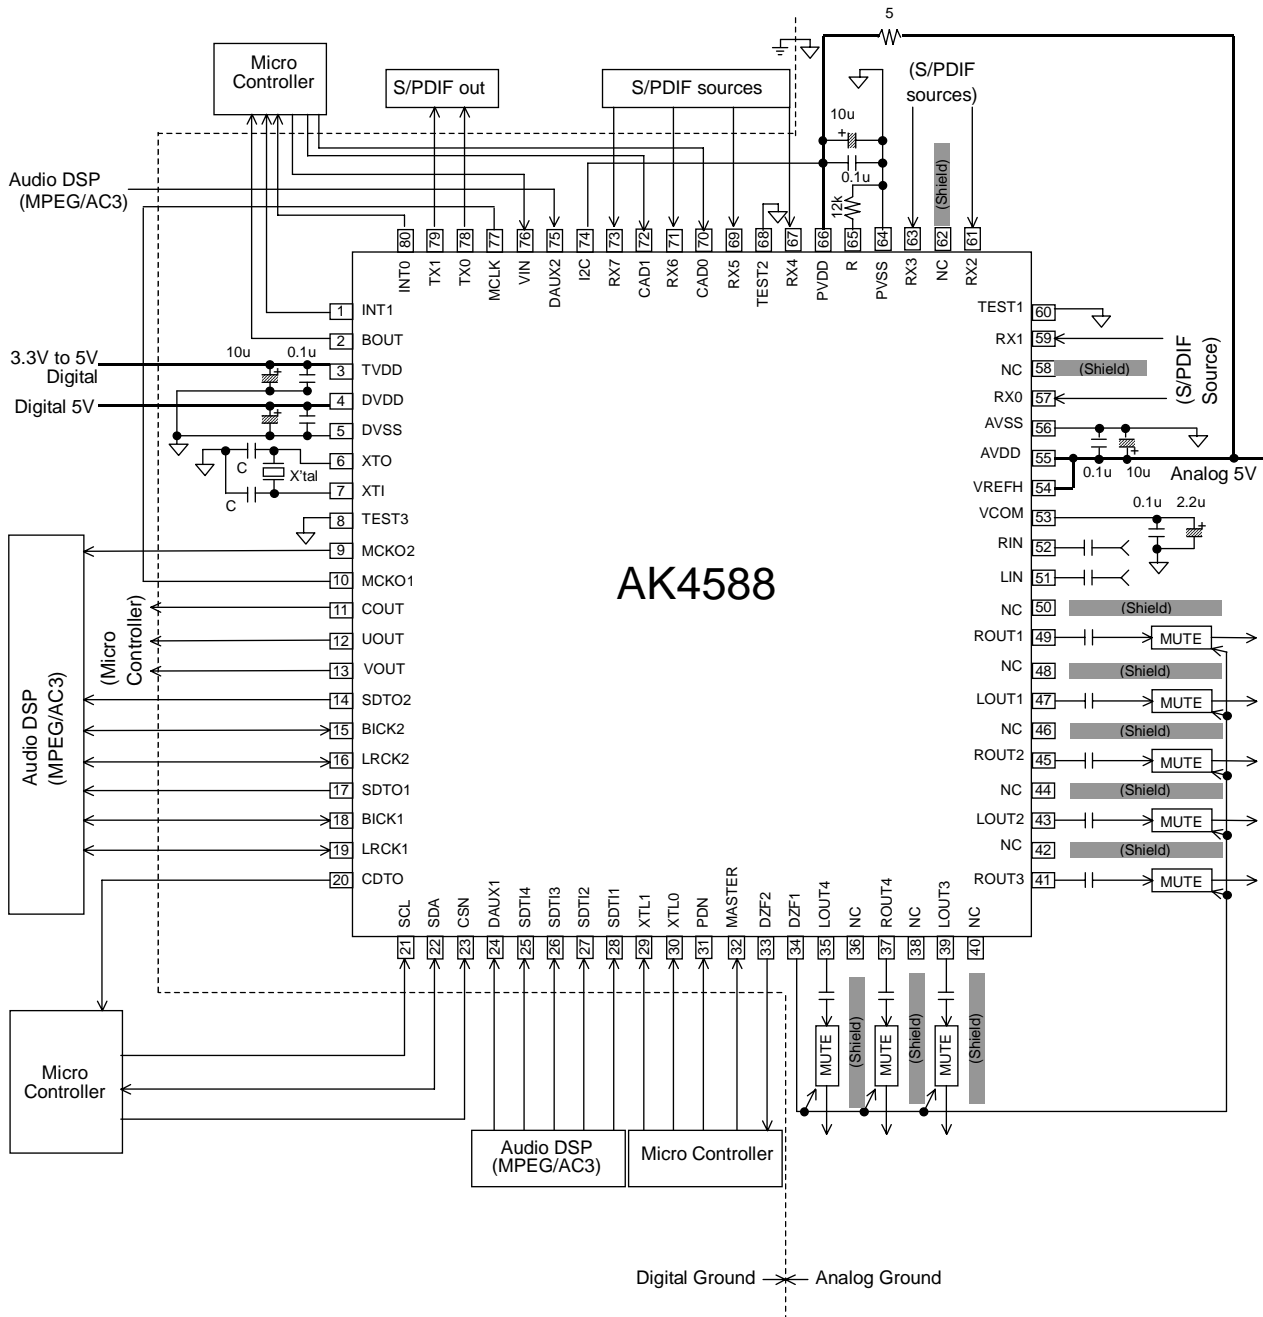 5
Micro
Controller
S/PDIF out
S/PDIF sources
(S/PDIF
sources)
10u
+
0.1u
12k
(Shield)
Audio DSP
(MPEG/AC3)
80
79
78
77
76
75
74
73
72
71
70
69
68
67
66
65
64
63
62
61
INT0
TX1
TX0
MCLK
VIN
DAUX2
I2C
RX7
CAD1
RX6
CAD0
RX5
TEST2
RX4
PVDD
R
PVSS
RX3
NC
RX2
1 INT1
2 BOUT
3.3V to 5V
Digital
10u
+
0.1u
3 TVDD
Digital 5V
+
4 DVDD
5 DVSS
C
X'tal
C
6 XTO
7 XTI
8 TEST3
9 MCKO2
10 MCKO1
11 COUT
12 UOUT
13 VOUT
14 SDTO2
15 BICK2
16 LRCK2
17 SDTO1
18 BICK1
19 LRCK1
20 CDTO
(Micro
Controller)
Audio DSP
(MPEG/AC3)
AK4588
TEST1 60
RX1 59
NC 58 (Shield)
RX0 57
(S/PDIF
Source)
AVSS 56
AVDD 55
0.1u
10u
+
Analog 5V
VREFH 54
VCOM 53
0.1u
2.2u
+
RIN 52
LIN 51
NC 50 (Shield)
ROUT1 49 MUTE
NC 48 (Shield)
LOUT1 47 MUTE
NC 46 (Shield)
ROUT2 45 MUTE
NC 44 (Shield)
LOUT2 43 MUTE
NC 42 (Shield)
ROUT3 41 MUTE
SCL
SDA
CSN
DAUX1
SDTI4
SDTI3
SDTI2
SDTI1
XTL1
XTL0
PDN
MASTER
DZF2
DZF1
LOUT4
NC
ROUT4
NC
LOUT3
NC
21
22
23
24
25
26
27
28
29
30
31
32
33
34
35
36
37
38
39
40
MUTE
(Shield)
MUTE
(Shield)
MUTE
(Shield)
Micro
Controller
Audio DSP
(MPEG/AC3)
Micro Controller
Digital Ground
Analog Ground